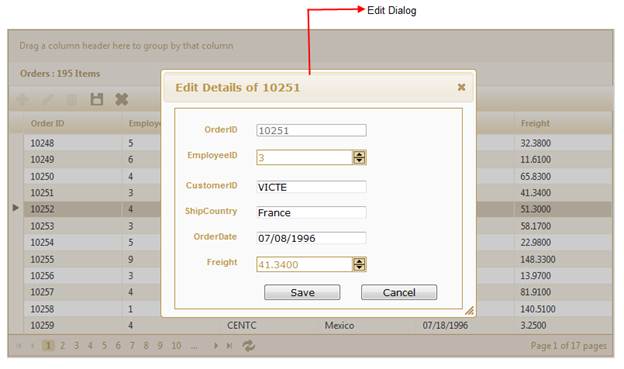 Edit Dialog
Drag a column header here to group by that column
Orders : 195 Items
Edit Details of 10251
Order ID Employe Freight
OrderID 10251
EmployeeID 3
CustomerID VICTE
ShipCountry France
OrderDate 07/08/1996
Freight 41.3400
Save Cancel
10248 5 32.3800
10249 6 11.6100
10250 4 65.8300
10251 3 41.3400
10252 4 51.3000
10253 3 58.1700
10254 5 22.9800
10255 9 148.3300
10256 3 13.9700
10257 4 81.9100
10258 1 140.5100
10259 4 CENTC Mexico 07/18/1996 3.2500
1 2 3 4 5 6 7 8 9 10 ... Page 1 of 17 pages